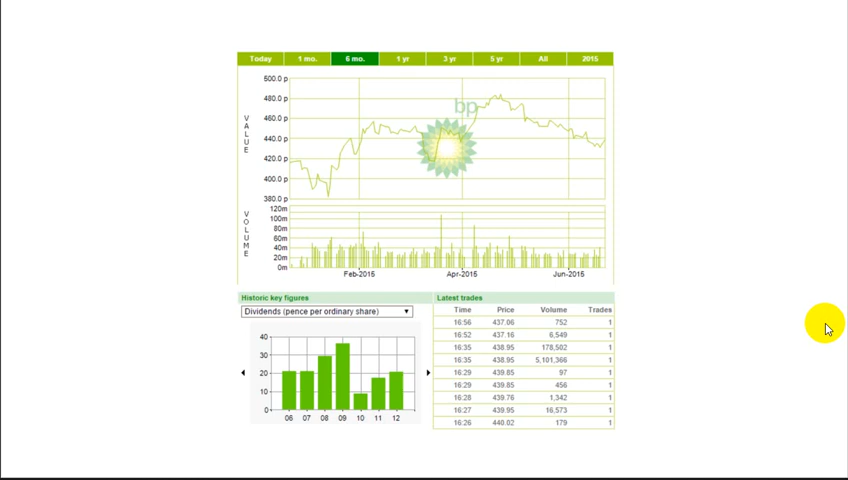 Today 1 mo. 6 mo. 1 yr 3 yr 5 yr All 2015
500.0 p
480.0 p
460.0 p
440.0 p
420.0 p
400.0 p
380.0 p
VALUE
bp
120m
100m
80m
60m
40m
20m
0m
VOLUME
Feb-2015 Apr-2015 Jun-2015
Historic key figures
Dividends (pence per ordinary share)
40
30
20
10
0
06 07 08 09 10 11 12
Latest trades
Time Price Volume Trades
16:56 437.06 752 1
16:52 437.16 6,549 1
16:35 438.95 178,502 1
16:35 438.95 5,101,366 1
16:29 439.85 97 1
16:29 439.85 456 1
16:28 439.76 1,342 1
16:27 439.95 16,573 1
16:26 440.02 179 1